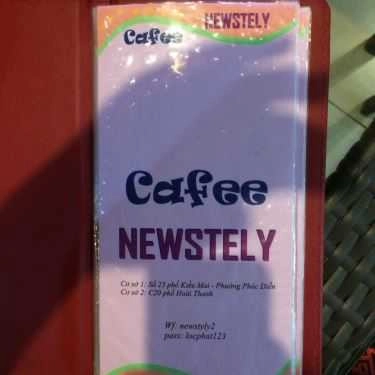 Cafee NEWSTELY
Cafee
NEWSTELY
Cơ sở 1: Số 23 phố Kiều Mai - Phường Phúc Diễn
Cơ sở 2: C20 phố Hoài Thanh
Wf: newstyly2
pass: locphat123